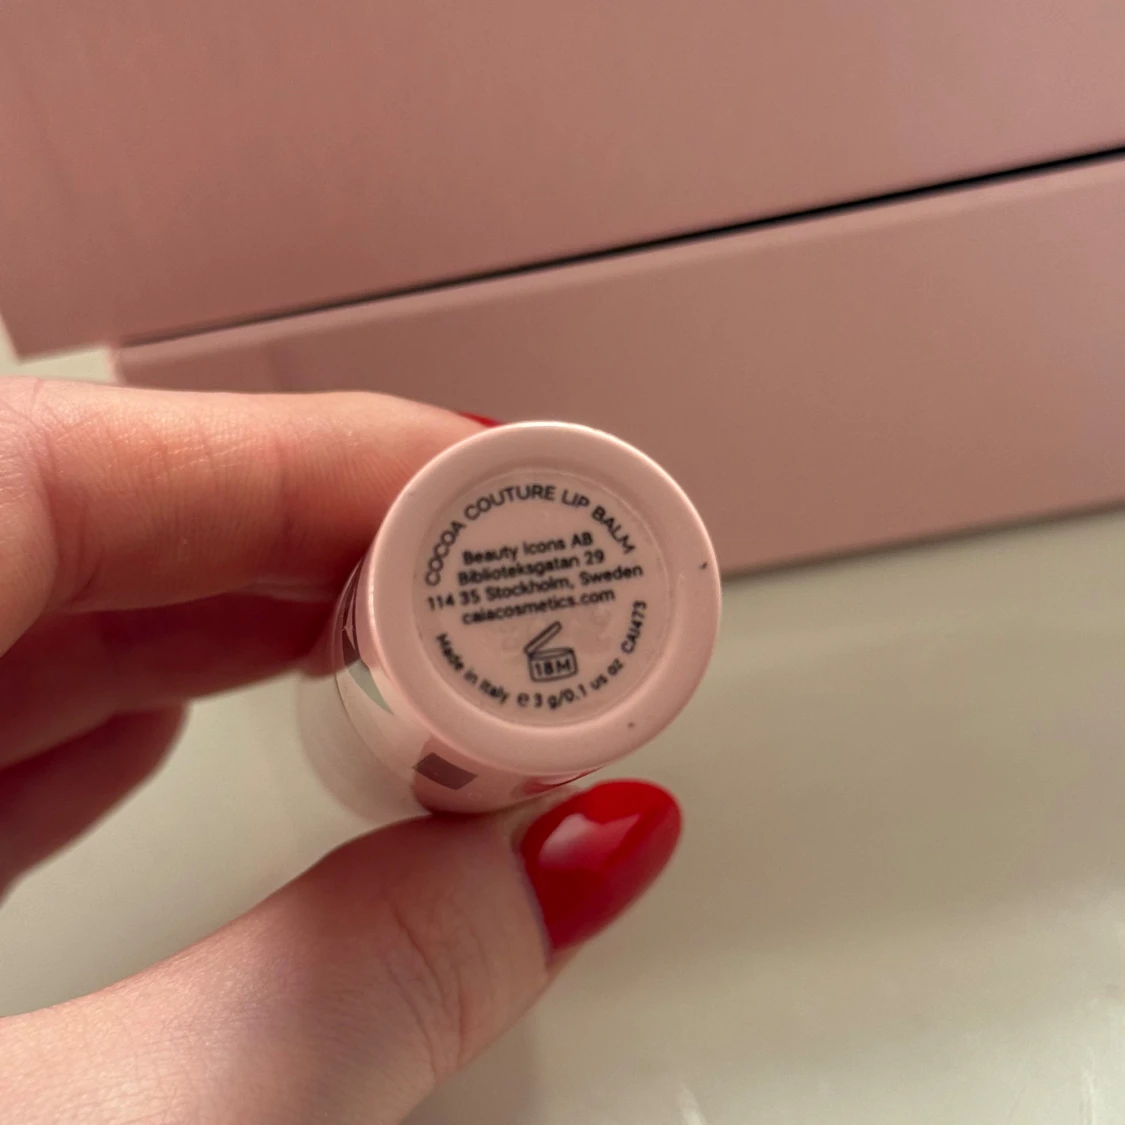 COCOA COUTURE LIP BALM
Beauty Icons AB
Biblioteksgatan 29
114 35 Stockholm, Sweden
caiacosmetics.com
18M
Made in Italy ℮ 3 g/0.1 us oz CAI473